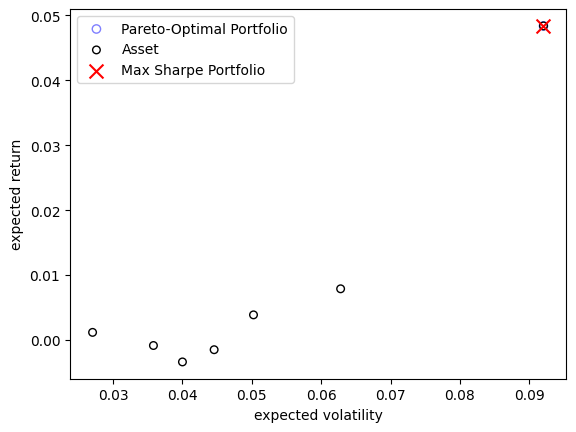 0.05
Pareto-Optimal Portfolio
Asset
Max Sharpe Portfolio
0.04
0.03
0.02
0.01
0.00
expected return
0.03 0.04 0.05 0.06 0.07 0.08 0.09
expected volatility